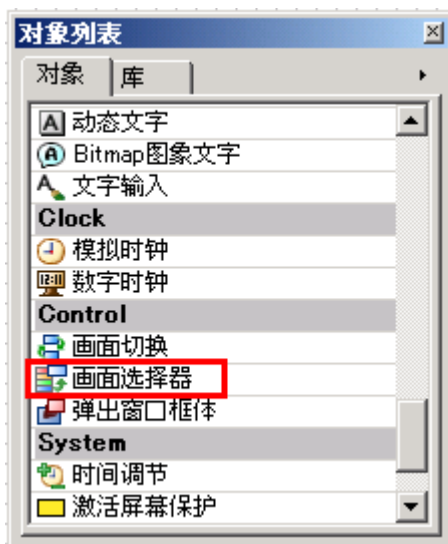 对象列表
对象 库
动态文字
Bitmap图象文字
文字输入
Clock
模拟时钟
数字时钟
Control
画面切换
画面选择器
弹出窗口框体
System
时间调节
激活屏幕保护